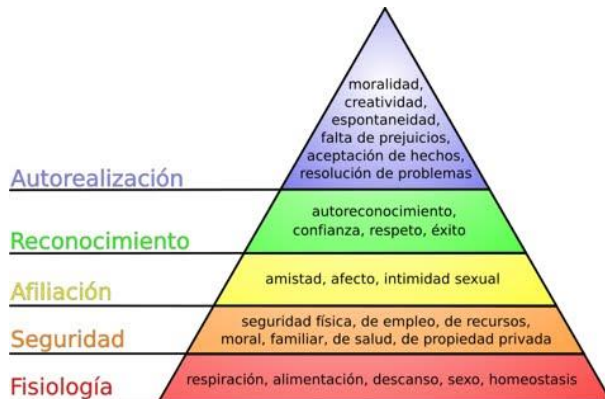 moralidad,
creatividad,
espontaneidad,
falta de prejuicios,
aceptación de hechos,
resolución de problemas
Autorealización
autoreconocimiento,
confianza, respeto, éxito
Reconocimiento
amistad, afecto, intimidad sexual
Afiliación
seguridad física, de empleo, de recursos,
moral, familiar, de salud, de propiedad privada
Seguridad
respiración, alimentación, descanso, sexo, homeostasis
Fisiología